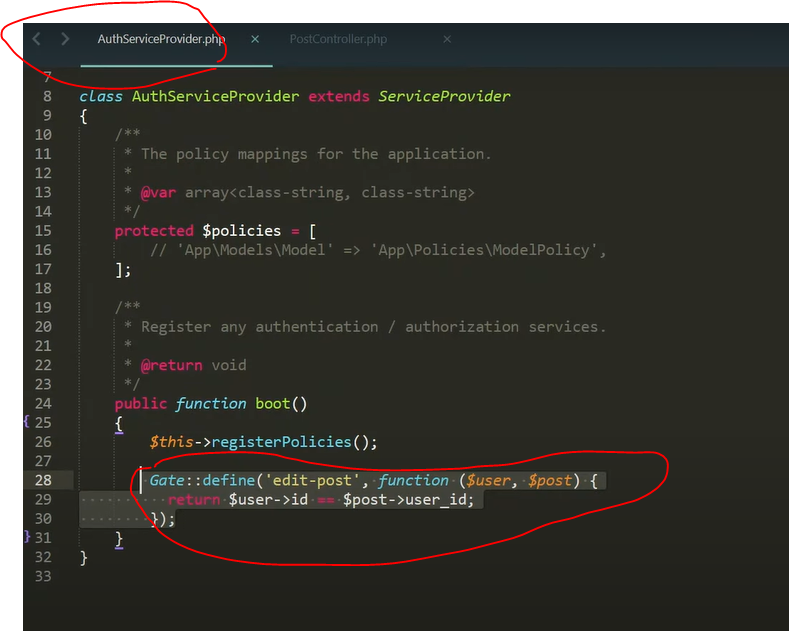 AuthServiceProvider.php × PostController.php ×
7
8 class AuthServiceProvider extends ServiceProvider
9 {
10 /**
11 * The policy mappings for the application.
12 *
13 * @var array<class-string, class-string>
14 */
15 protected $policies = [
16 // 'App\Models\Model' => 'App\Policies\ModelPolicy',
17 ];
18
19 /**
20 * Register any authentication / authorization services.
21 *
22 * @return void
23 */
24 public function boot()
{ 25 {
26 $this->registerPolicies();
27
28 Gate::define('edit-post', function ($user, $post) {
29 return $user->id == $post->user_id;
30 });
} 31 }
32 }
33